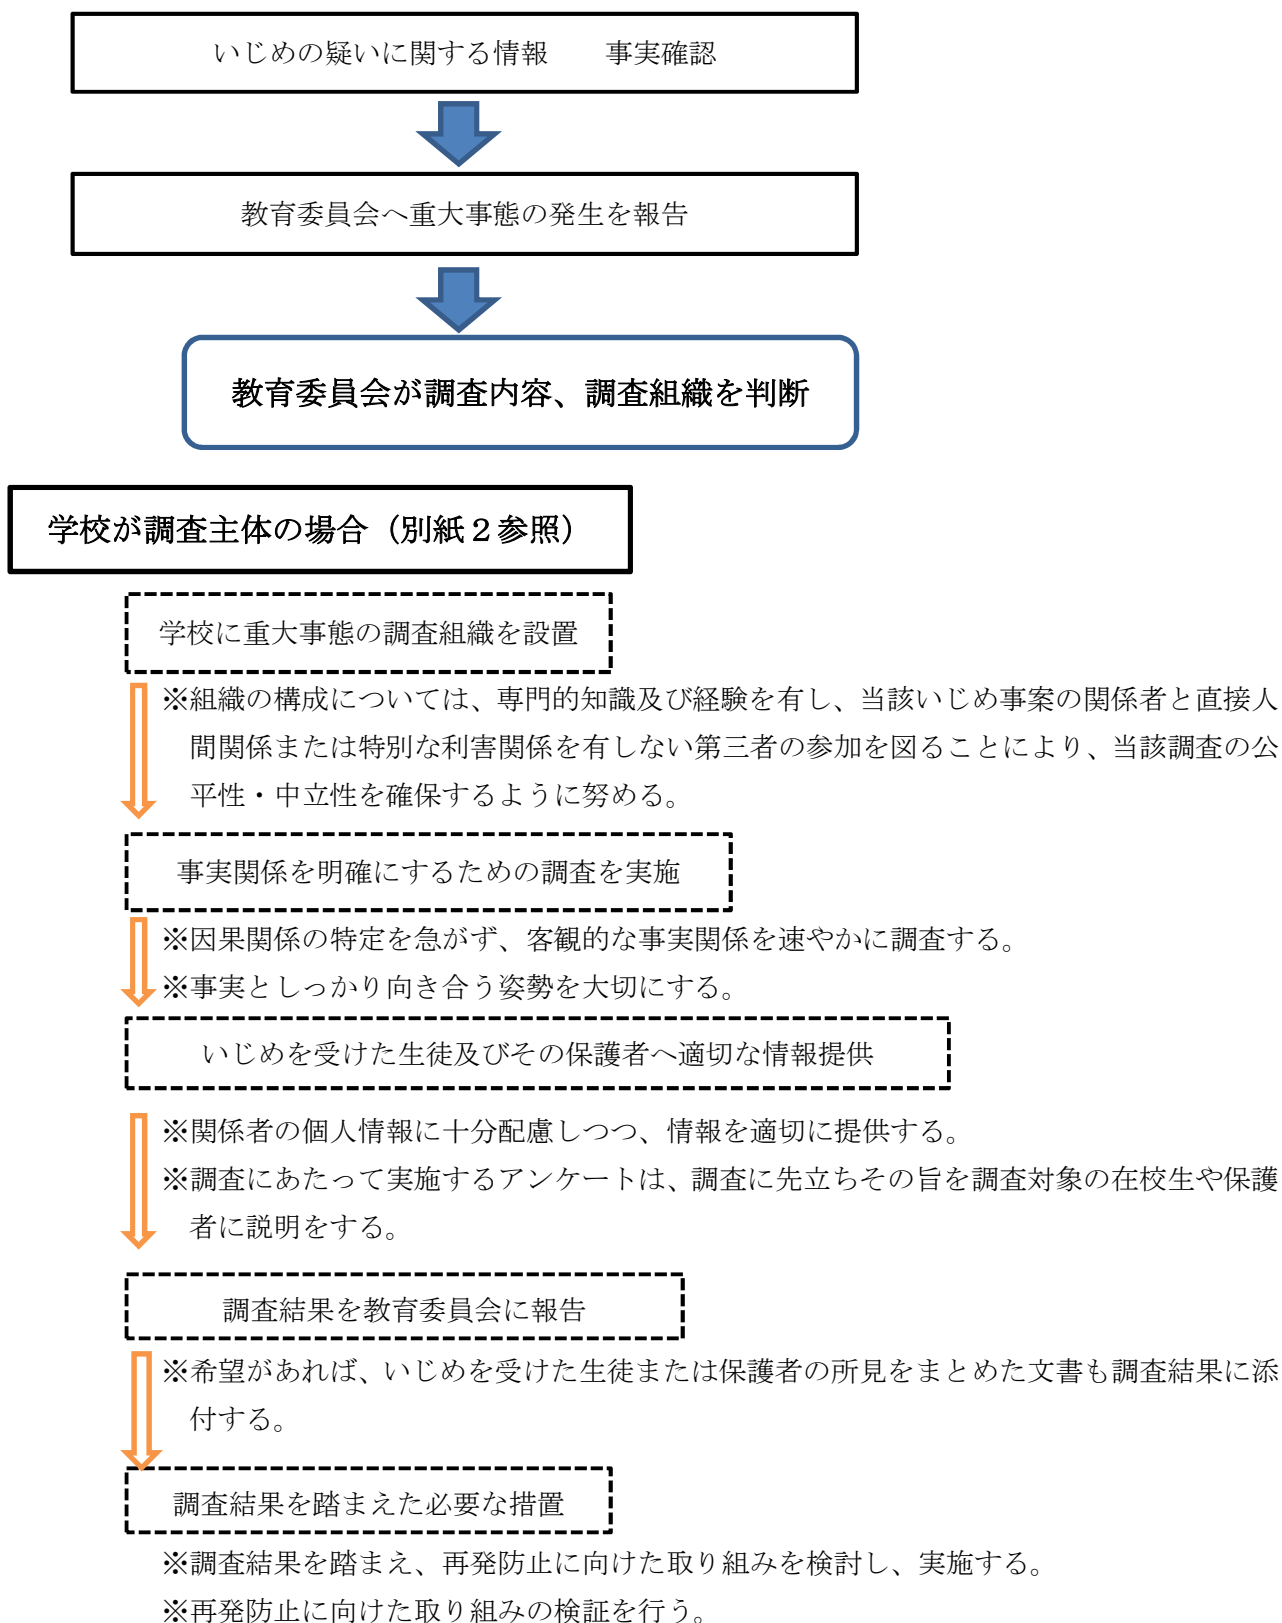 いじめの疑いに関する情報　　事実確認
教育委員会へ重大事態の発生を報告
教育委員会が調査内容、調査組織を判断
学校が調査主体の場合（別紙２参照）
学校に重大事態の調査組織を設置
※組織の構成については、専門的知識及び経験を有し、当該いじめ事案の関係者と直接人
間関係または特別な利害関係を有しない第三者の参加を図ることにより、当該調査の公
平性・中立性を確保するように努める。
事実関係を明確にするための調査を実施
※因果関係の特定を急がず、客観的な事実関係を速やかに調査する。
※事実としっかり向き合う姿勢を大切にする。
いじめを受けた生徒及びその保護者へ適切な情報提供
※関係者の個人情報に十分配慮しつつ、情報を適切に提供する。
※調査にあたって実施するアンケートは、調査に先立ちその旨を調査対象の在校生や保護
者に説明をする。
調査結果を教育委員会に報告
※希望があれば、いじめを受けた生徒または保護者の所見をまとめた文書も調査結果に添
付する。
調査結果を踏まえた必要な措置
※調査結果を踏まえ、再発防止に向けた取り組みを検討し、実施する。
※再発防止に向けた取り組みの検証を行う。